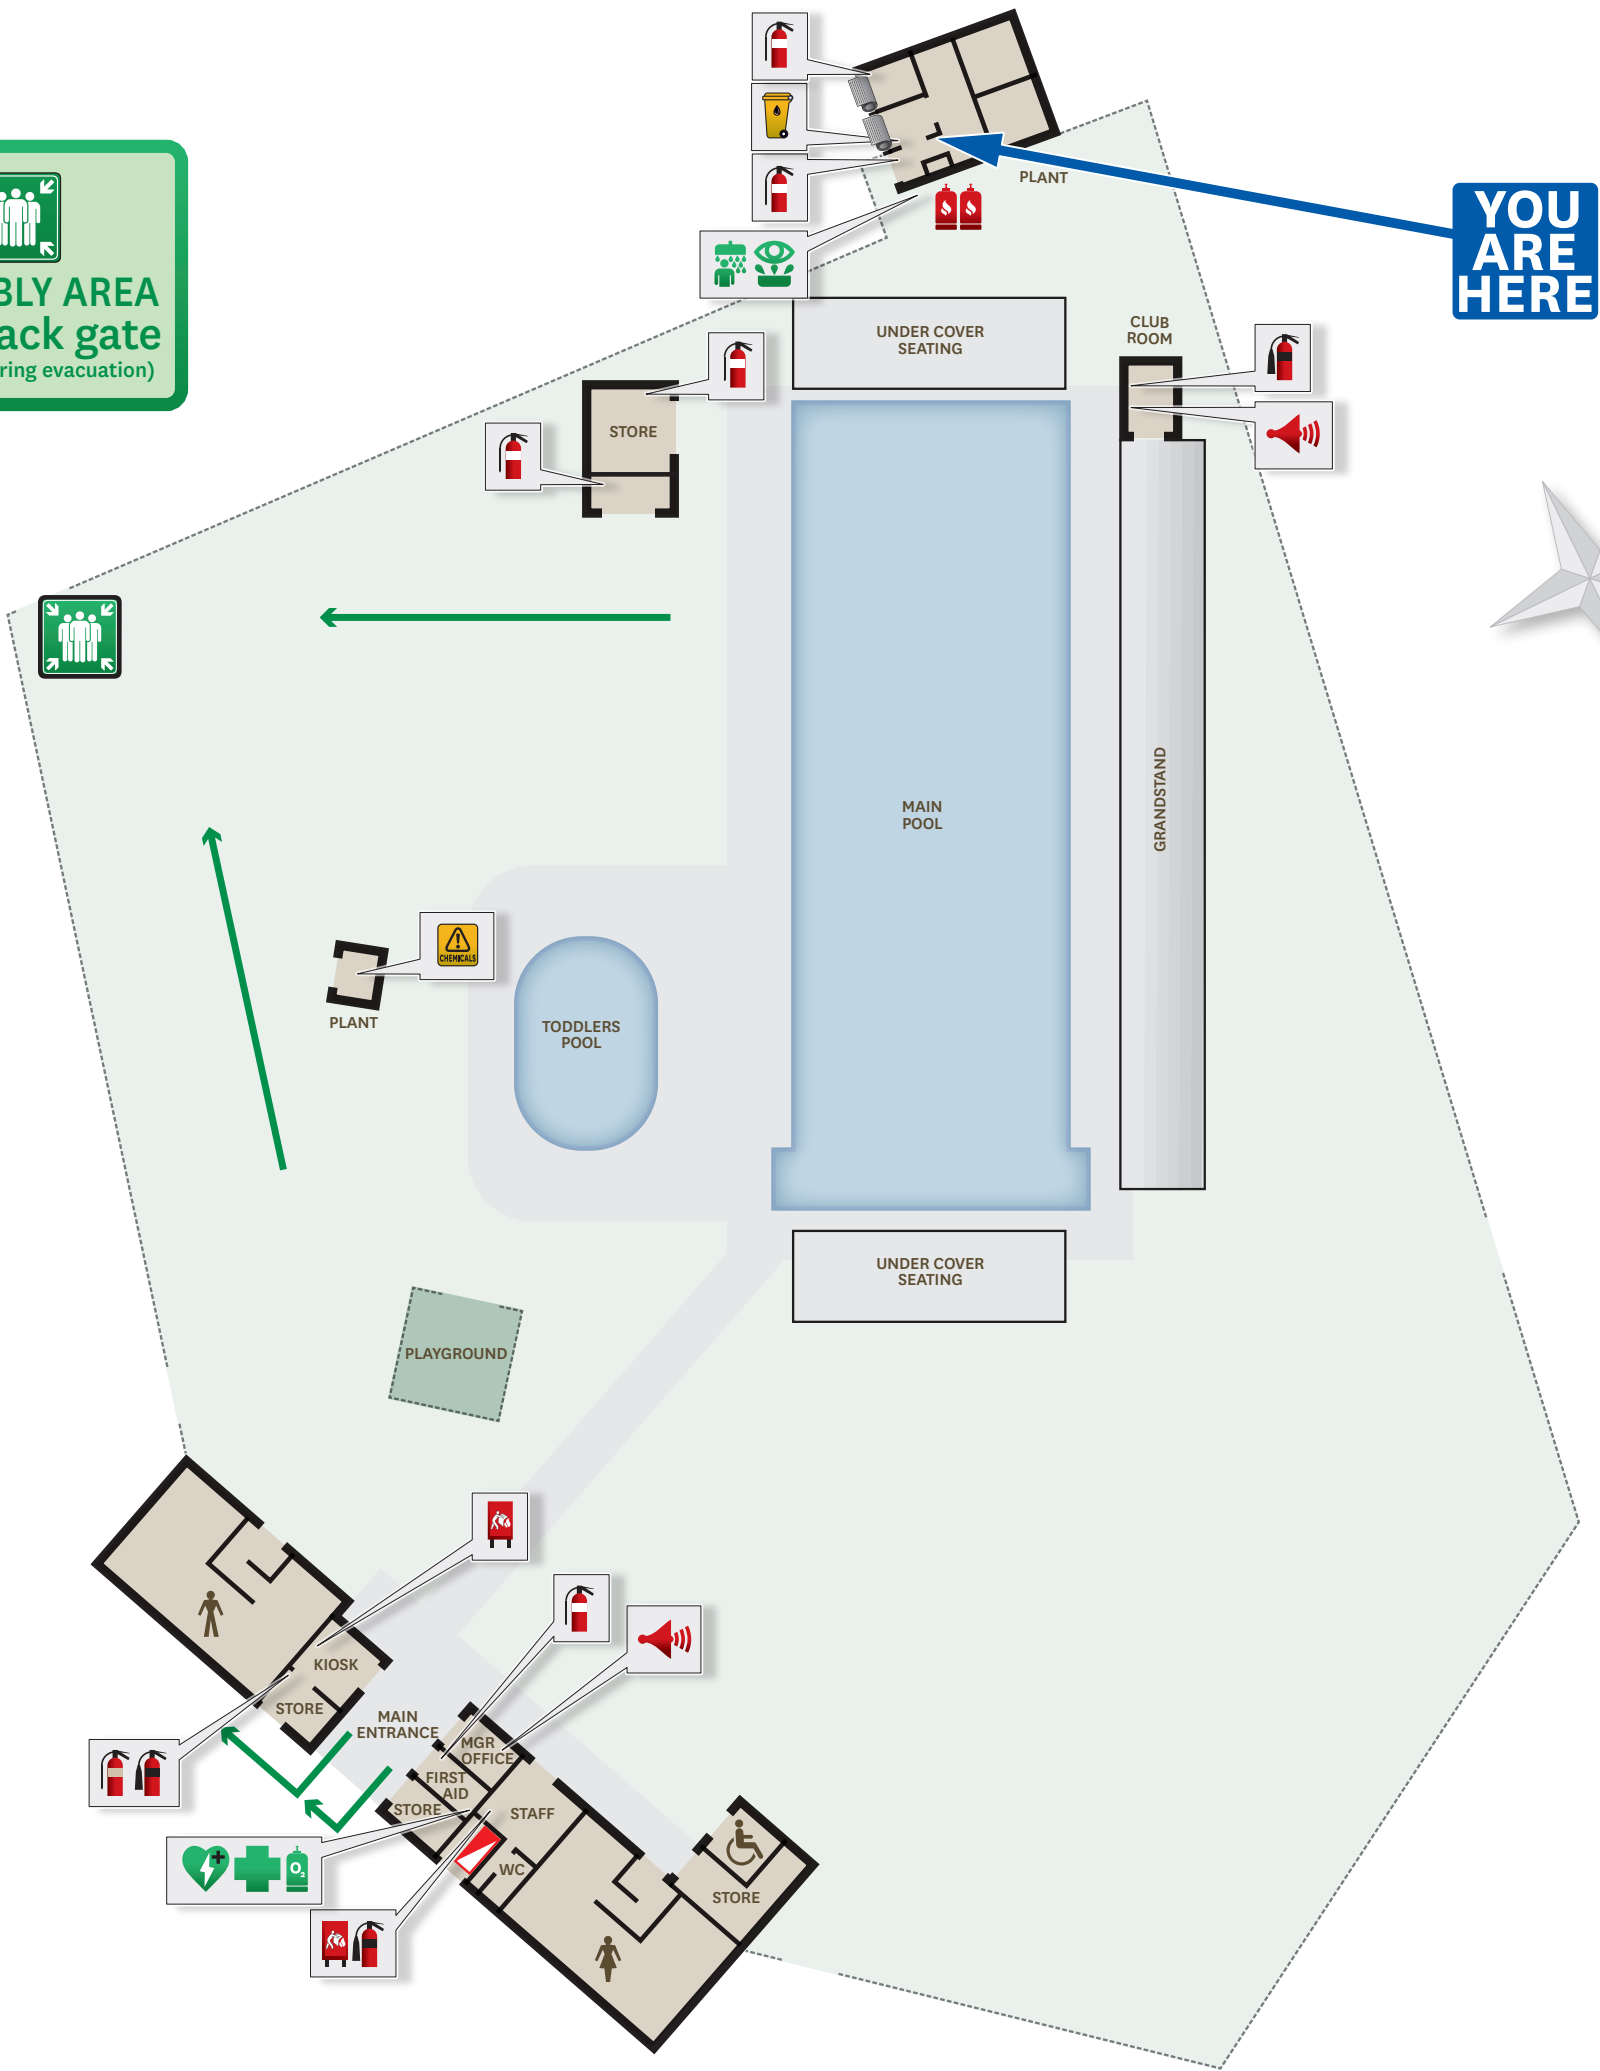 PLANT
YOU
ARE
HERE
BLY AREA
ack gate
ring evacuation)
UNDER COVER
SEATING
CLUB
ROOM
STORE
MAIN
POOL
GRANDSTAND
CHEMICALS
PLANT
TODDLERS
POOL
UNDER COVER
SEATING
PLAYGROUND
KIOSK
STORE
MAIN
ENTRANCE
MGR
OFFICE
FIRST
AID
STORE
STAFF
WC
O2
STORE